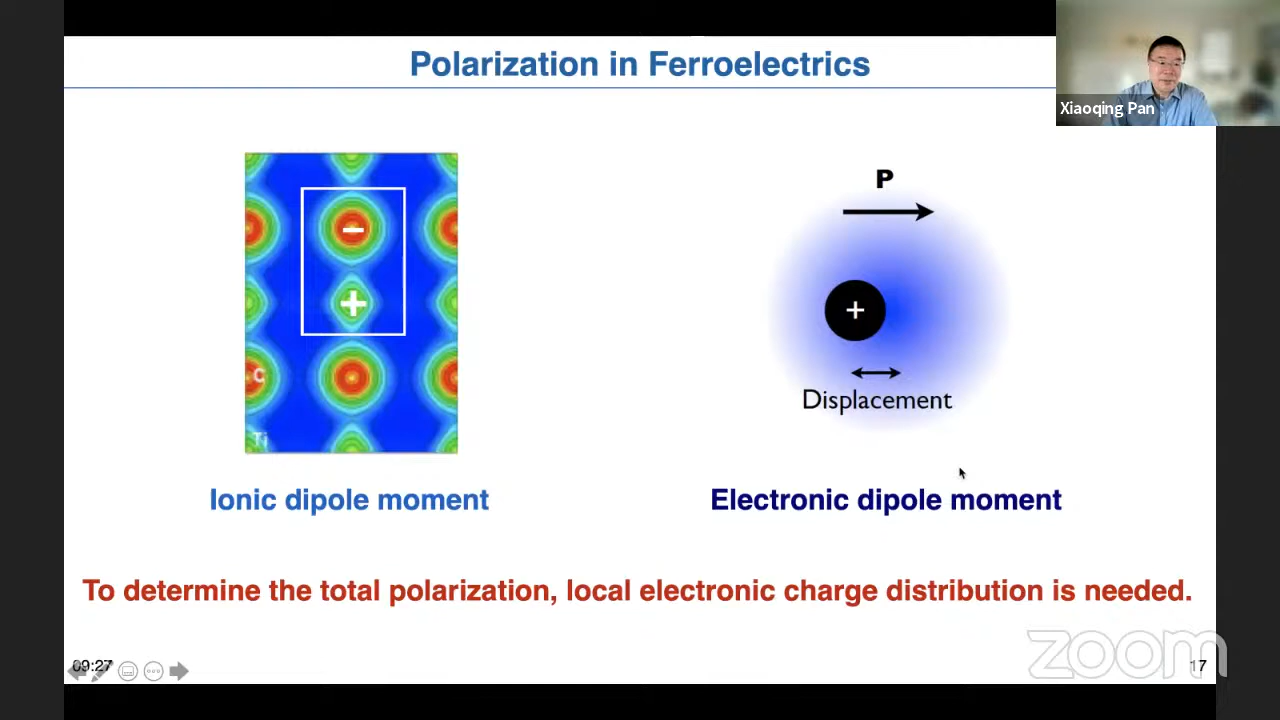 Polarization in Ferroelectrics
Xiaoqing Pan
P
−
+
C
Ti
+
Displacement
Ionic dipole moment
Electronic dipole moment
To determine the total polarization, local electronic charge distribution is needed.
zoom
09:27
17